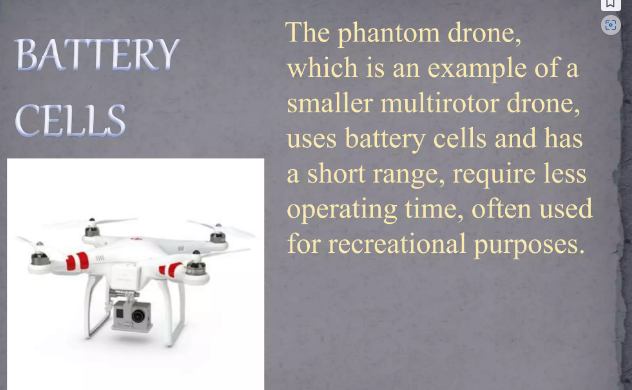 BATTERY
CELLS
The phantom drone,
which is an example of a
smaller multirotor drone,
uses battery cells and has
a short range, require less
operating time, often used
for recreational purposes.